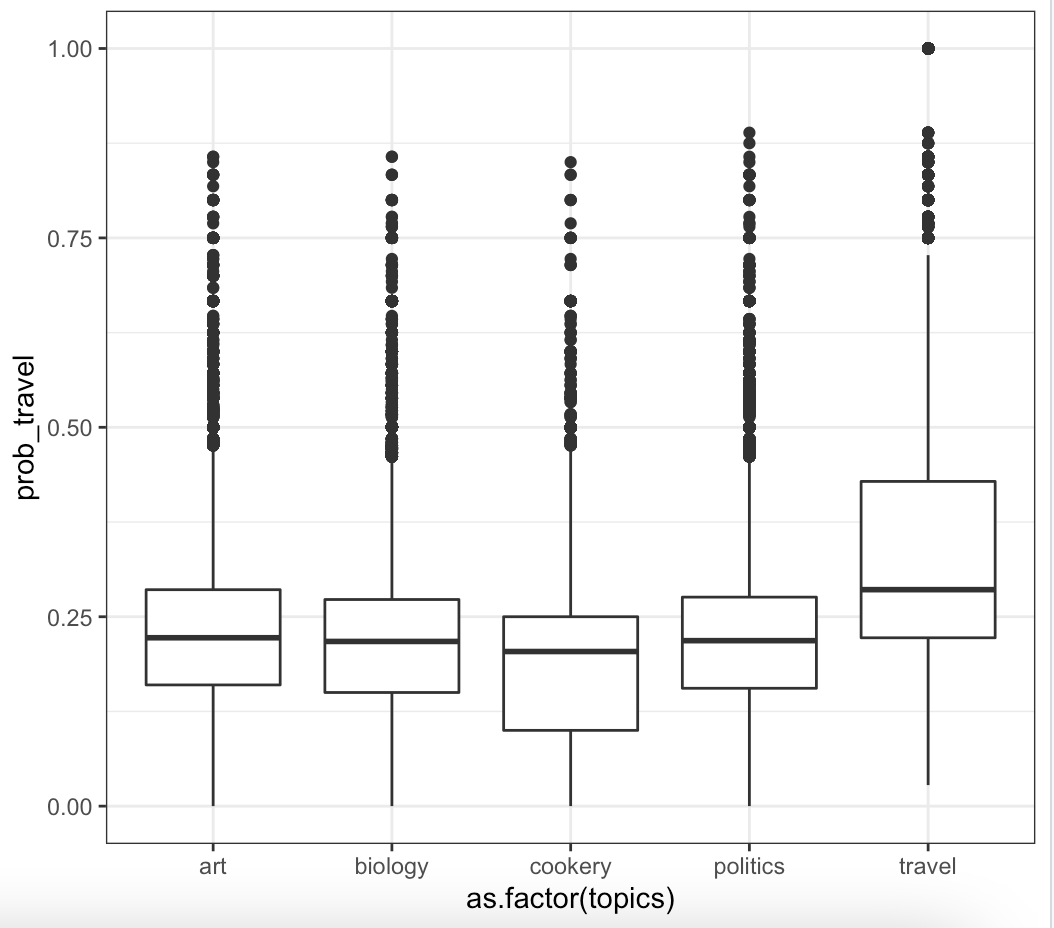 1.00
0.75
0.50
0.25
0.00
prob_travel
art biology cookery politics travel
as.factor(topics)